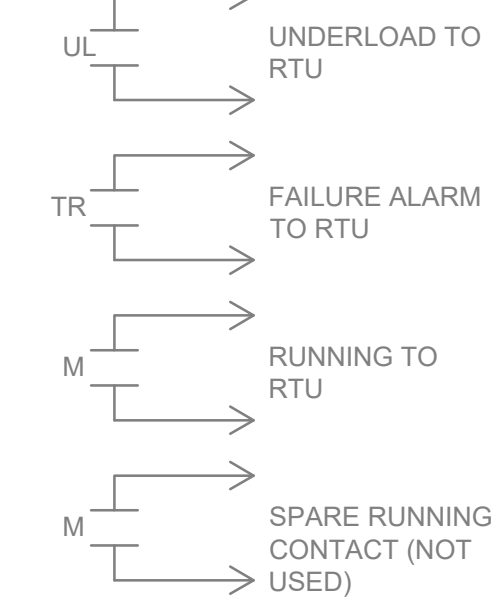 UL
UNDERLOAD TO
RTU
TR
FAILURE ALARM
TO RTU
M
RUNNING TO
RTU
M
SPARE RUNNING
CONTACT (NOT
USED)